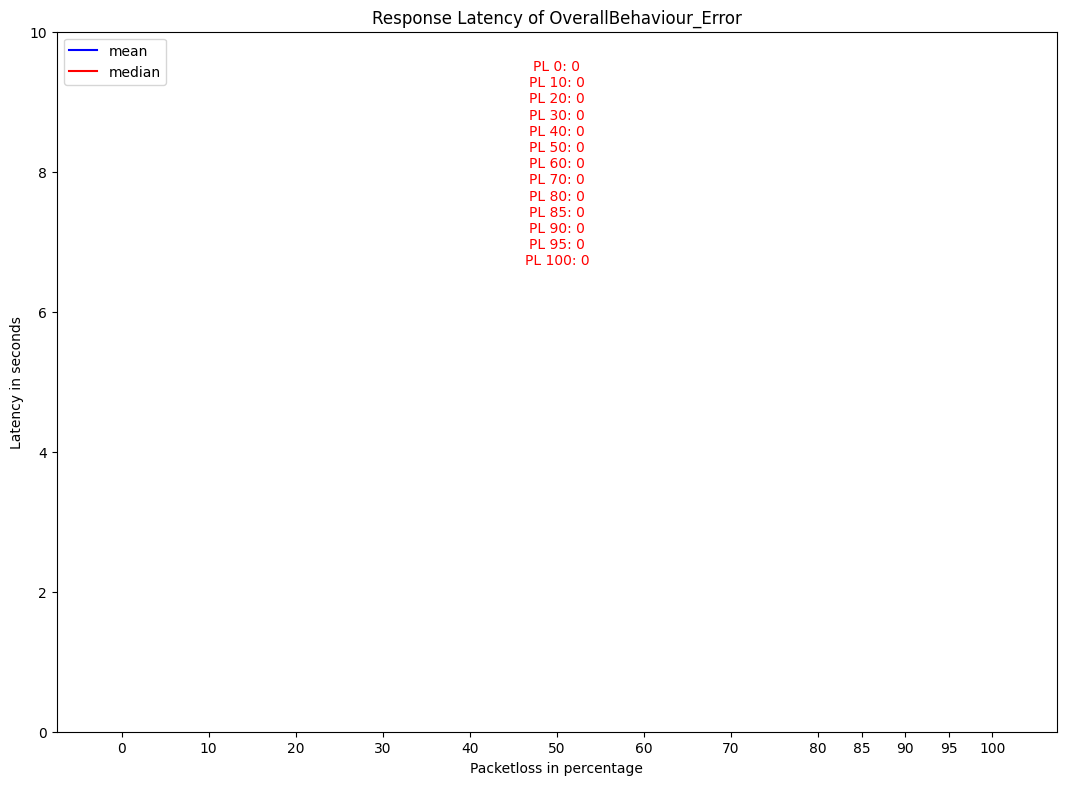 Response Latency of OverallBehaviour_Error
mean
median
PL 0: 0
PL 10: 0
PL 20: 0
PL 30: 0
PL 40: 0
PL 50: 0
PL 60: 0
PL 70: 0
PL 80: 0
PL 85: 0
PL 90: 0
PL 95: 0
PL 100: 0
10
8
6
4
2
0
Latency in seconds
0 10 20 30 40 50 60 70 80 85 90 95 100
Packetloss in percentage